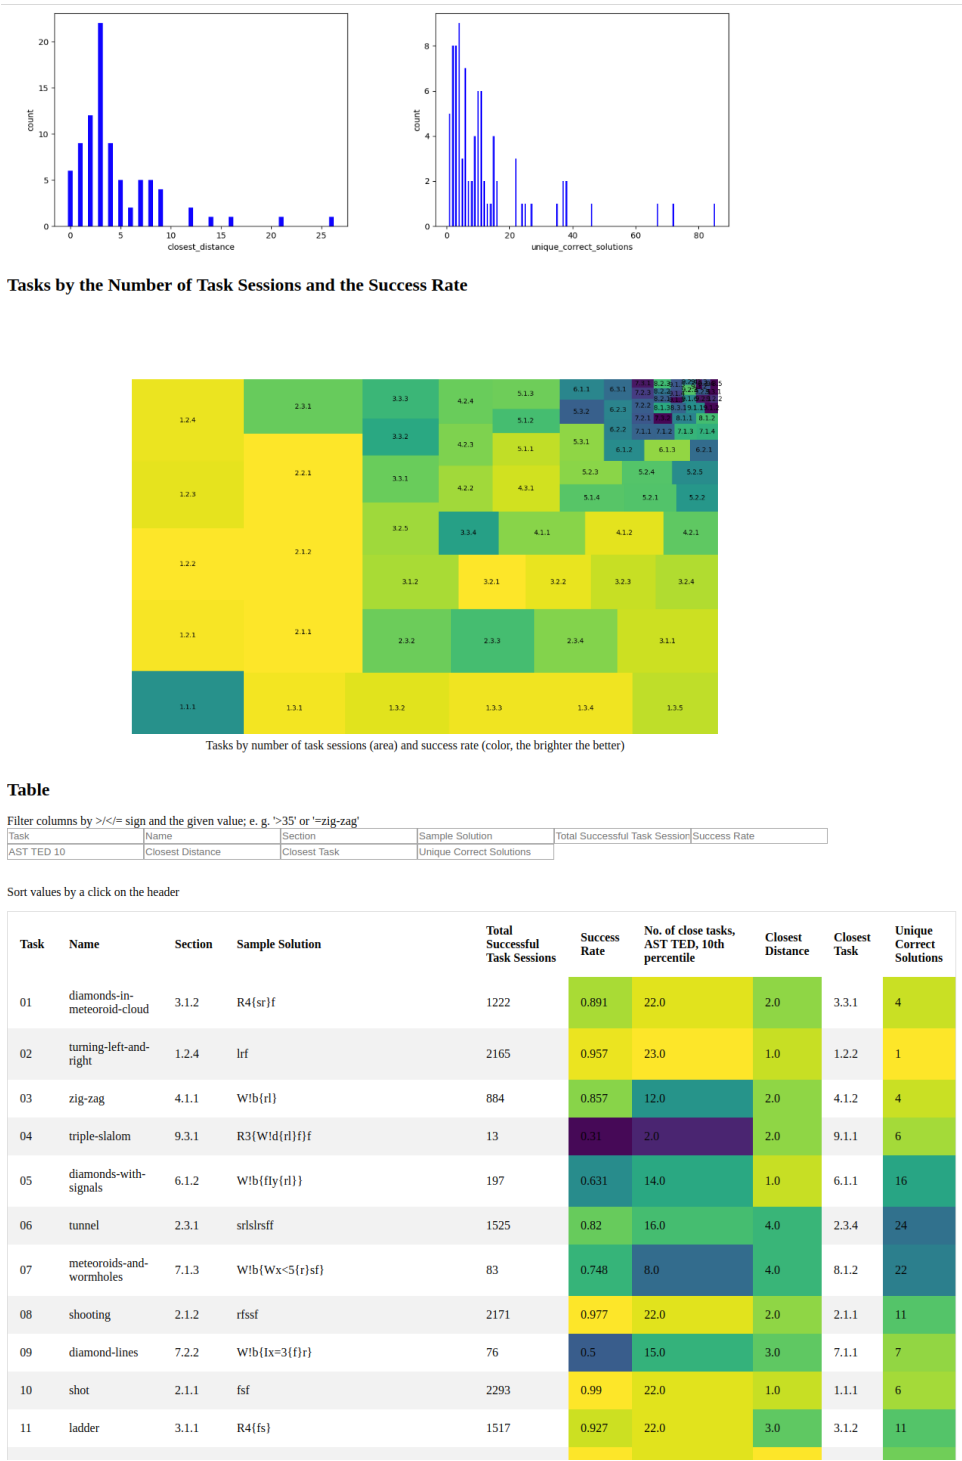 20
15
10
5
0
count
0 5 10 15 20 25
closest_distance
8
6
4
2
0
count
0 20 40 60 80
unique_correct_solutions
Tasks by the Number of Task Sessions and the Success Rate
1.2.4
1.2.3
1.2.2
1.2.1
1.1.1
2.3.1
2.2.1
2.1.2
2.1.1
1.3.1 1.3.2 1.3.3 1.3.4 1.3.5
3.3.3
3.3.2
3.3.1
3.2.5
3.1.2 3.2.1 3.2.2 3.2.3 3.2.4
2.3.2 2.3.3 2.3.4 3.1.1
4.2.4
4.2.3
4.2.2
3.3.4 4.1.1 4.1.2 4.2.1
5.1.3
5.1.2
5.1.1
4.3.1
6.1.1 6.3.1
5.3.2 6.2.3
5.3.1 6.2.2
6.1.2 6.1.3 6.2.1
5.2.3 5.2.4 5.2.5
5.1.4 5.2.1 5.2.2
7.2.3
7.2.2
7.2.1 8.1.1 8.1.2
7.1.1 7.1.2 7.1.3 7.1.4
Tasks by number of task sessions (area) and success rate (color, the brighter the better)
Table
Filter columns by >/</= sign and the given value; e. g. '>35' or '=zig-zag'
Task Name Section Sample Solution Total Successful Task Session Success Rate
AST TED 10 Closest Distance Closest Task Unique Correct Solutions
Sort values by a click on the header
Task Name Section Sample Solution Total Successful Task Sessions Success Rate No. of close tasks, AST TED, 10th percentile Closest Distance Closest Task Unique Correct Solutions
01 diamonds-in-meteoroid-cloud 3.1.2 R4{sr}f 1222 0.891 22.0 2.0 3.3.1 4
02 turning-left-and-right 1.2.4 lrf 2165 0.957 23.0 1.0 1.2.2 1
03 zig-zag 4.1.1 W!b{rl} 884 0.857 12.0 2.0 4.1.2 4
04 triple-slalom 9.3.1 R3{W!d{rl}f}f 13 0.31 2.0 2.0 9.1.1 6
05 diamonds-with-signals 6.1.2 W!b{fIy{rl}} 197 0.631 14.0 1.0 6.1.1 16
06 tunnel 2.3.1 srlslrsff 1525 0.82 16.0 4.0 2.3.4 24
07 meteoroids-and-wormholes 7.1.3 W!b{Wx<5{r}sf} 83 0.748 8.0 4.0 8.1.2 22
08 shooting 2.1.2 rfssf 2171 0.977 22.0 2.0 2.1.1 11
09 diamond-lines 7.2.2 W!b{Ix=3{f}r} 76 0.5 15.0 3.0 7.1.1 7
10 shot 2.1.1 fsf 2293 0.99 22.0 1.0 1.1.1 6
11 ladder 3.1.1 R4{fs} 1517 0.927 22.0 3.0 3.1.2 11